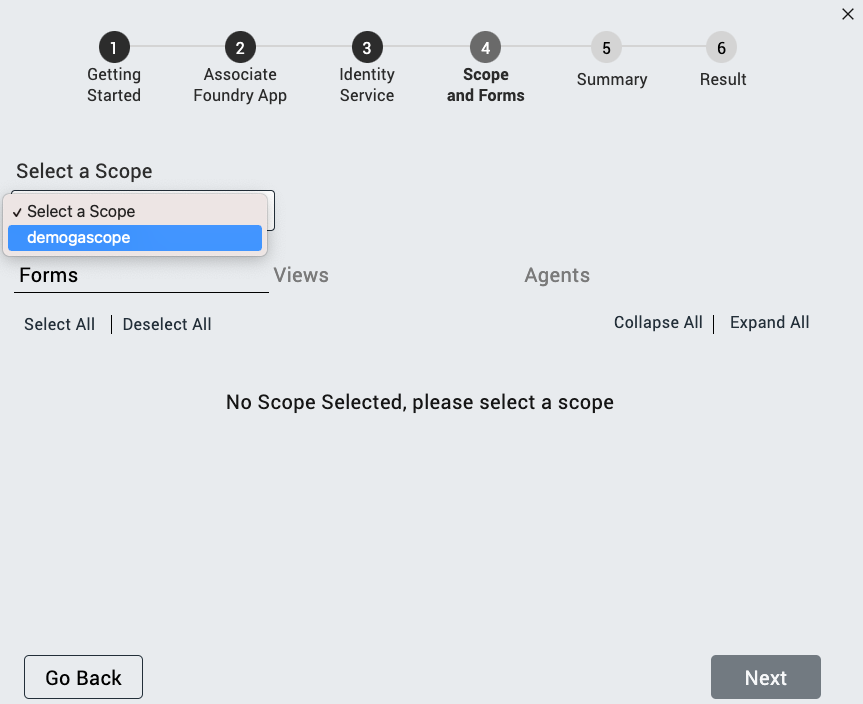 1 2 3 4 5 6
Getting Started
Associate Foundry App
Identity Service
Scope and Forms
Summary
Result
Select a Scope
✓ Select a Scope
demogascope
Forms Views Agents
Select All | Deselect All Collapse All | Expand All
No Scope Selected, please select a scope
Go Back Next